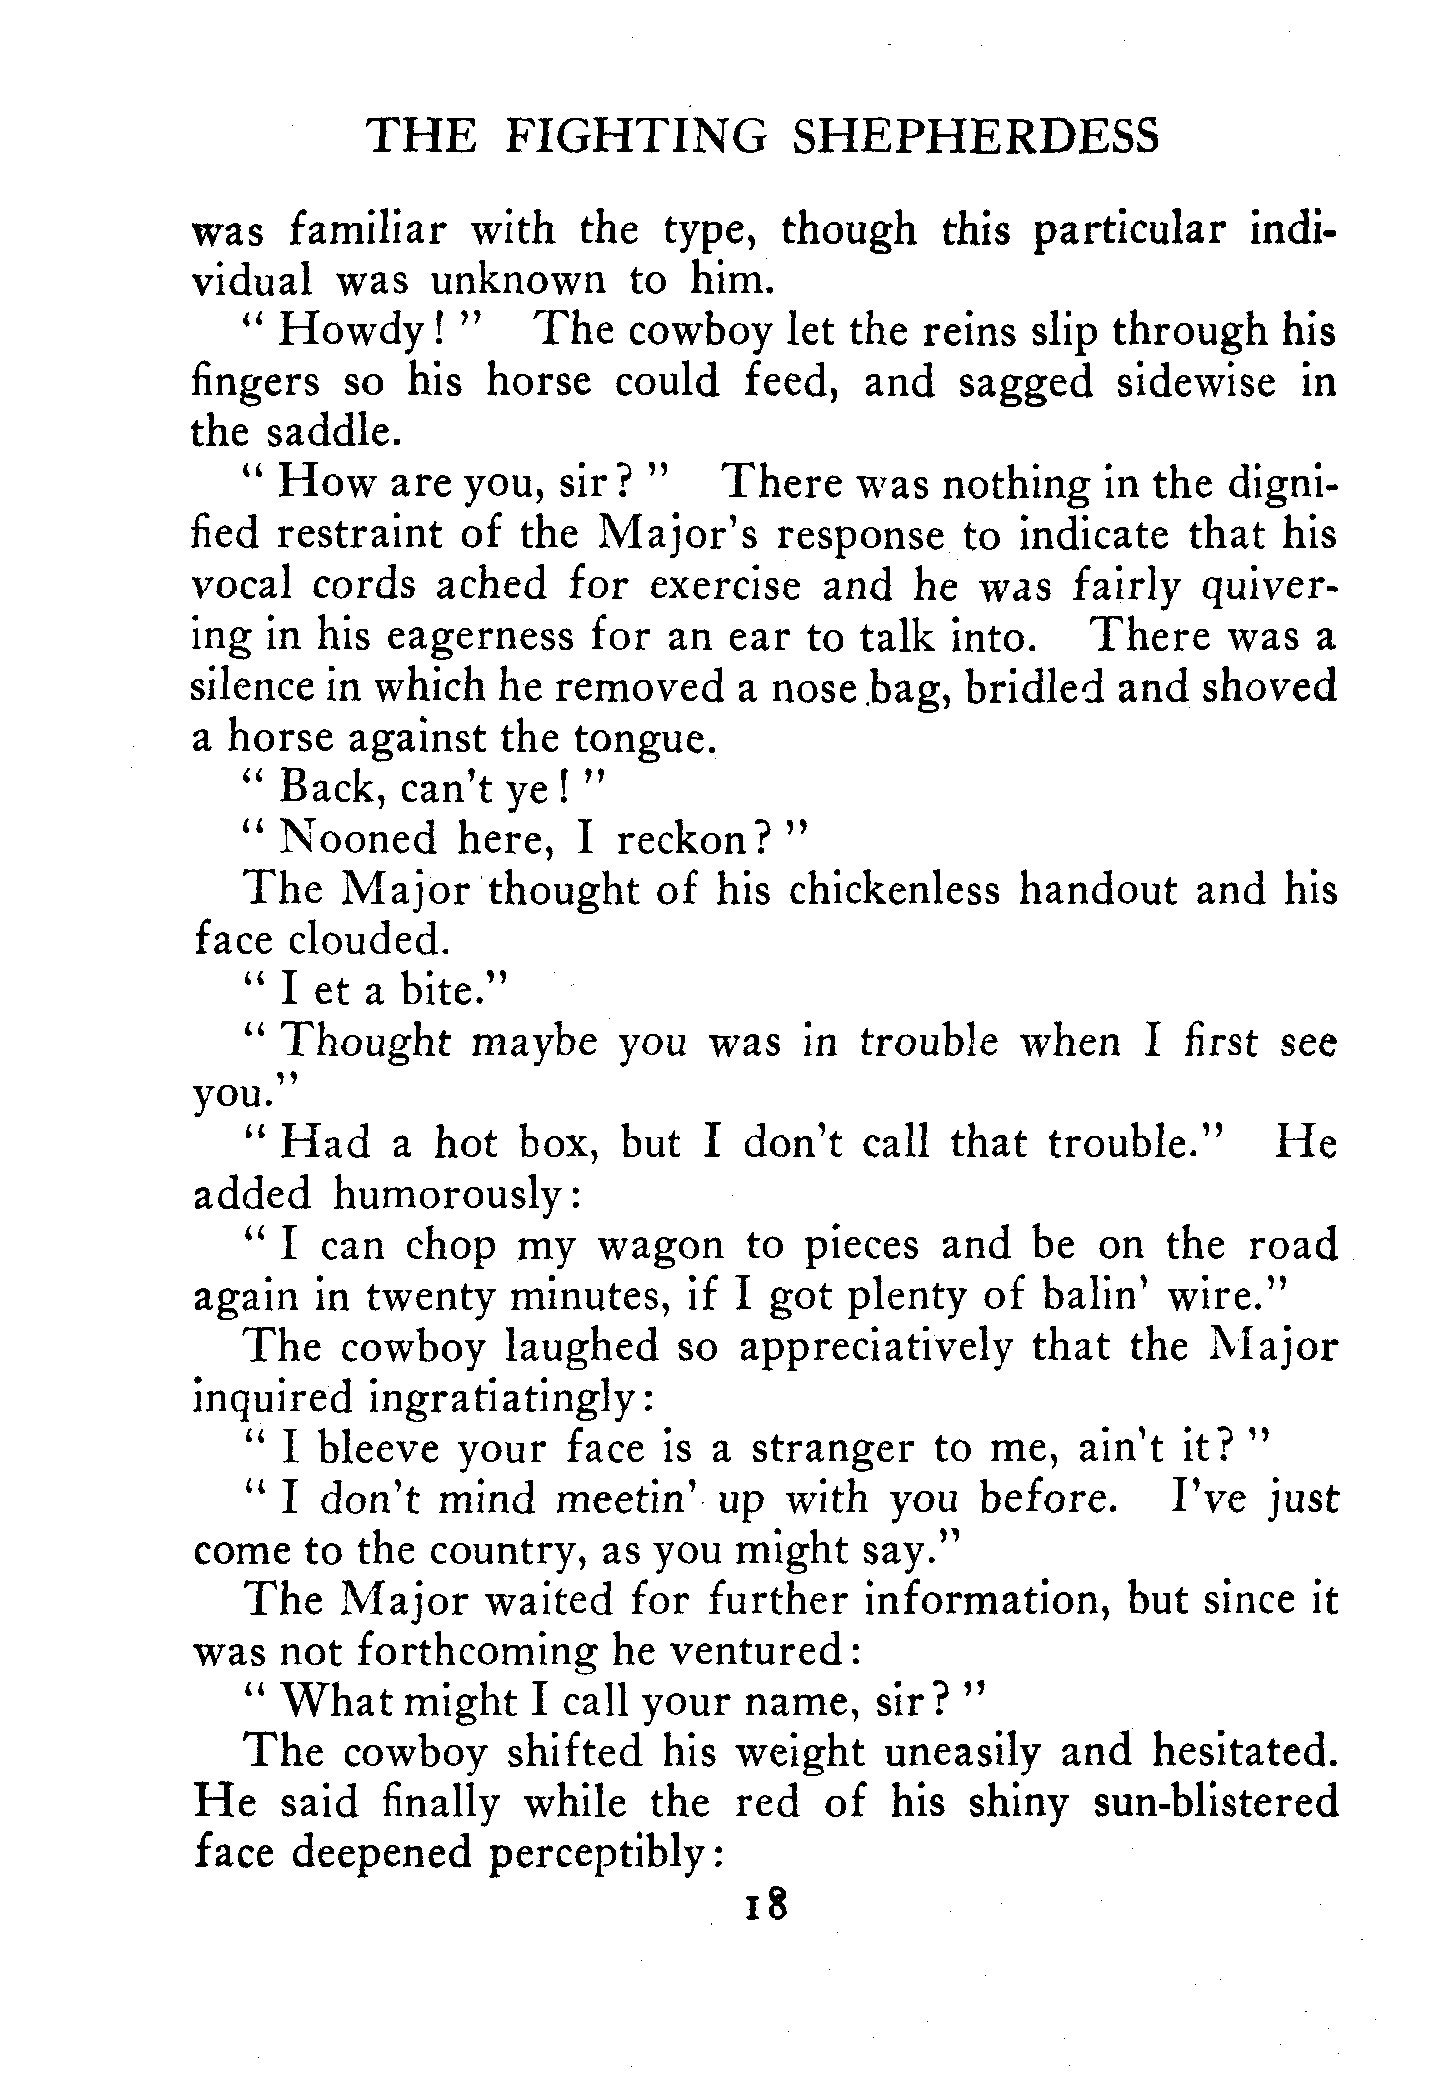 THE FIGHTING SHEPHERDESS
was familiar with the type, though this particular indi-
vidual was unknown to him.
" Howdy! " The cowboy let the reins slip through his
fingers so his horse could feed, and sagged sidewise in
the saddle.
" How are you, sir? " There was nothing in the digni-
fied restraint of the Major's response to indicate that his
vocal cords ached for exercise and he was fairly quiver-
ing in his eagerness for an ear to talk into. There was a
silence in which he removed a nose bag, bridled and shoved
a horse against the tongue.
" Back, can't ye! "
" Nooned here, I reckon? "
The Major thought of his chickenless handout and his
face clouded.
" I et a bite."
" Thought maybe you was in trouble when I first see
you."
" Had a hot box, but I don't call that trouble." He
added humorously:
" I can chop my wagon to pieces and be on the road
again in twenty minutes, if I got plenty of balin' wire."
The cowboy laughed so appreciatively that the Major
inquired ingratiatingly:
" I bleeve your face is a stranger to me, ain't it? "
" I don't mind meetin' up with you before. I've just
come to the country, as you might say."
The Major waited for further information, but since it
was not forthcoming he ventured:
" What might I call your name, sir? "
The cowboy shifted his weight uneasily and hesitated.
He said finally while the red of his shiny sun-blistered
face deepened perceptibly:
18